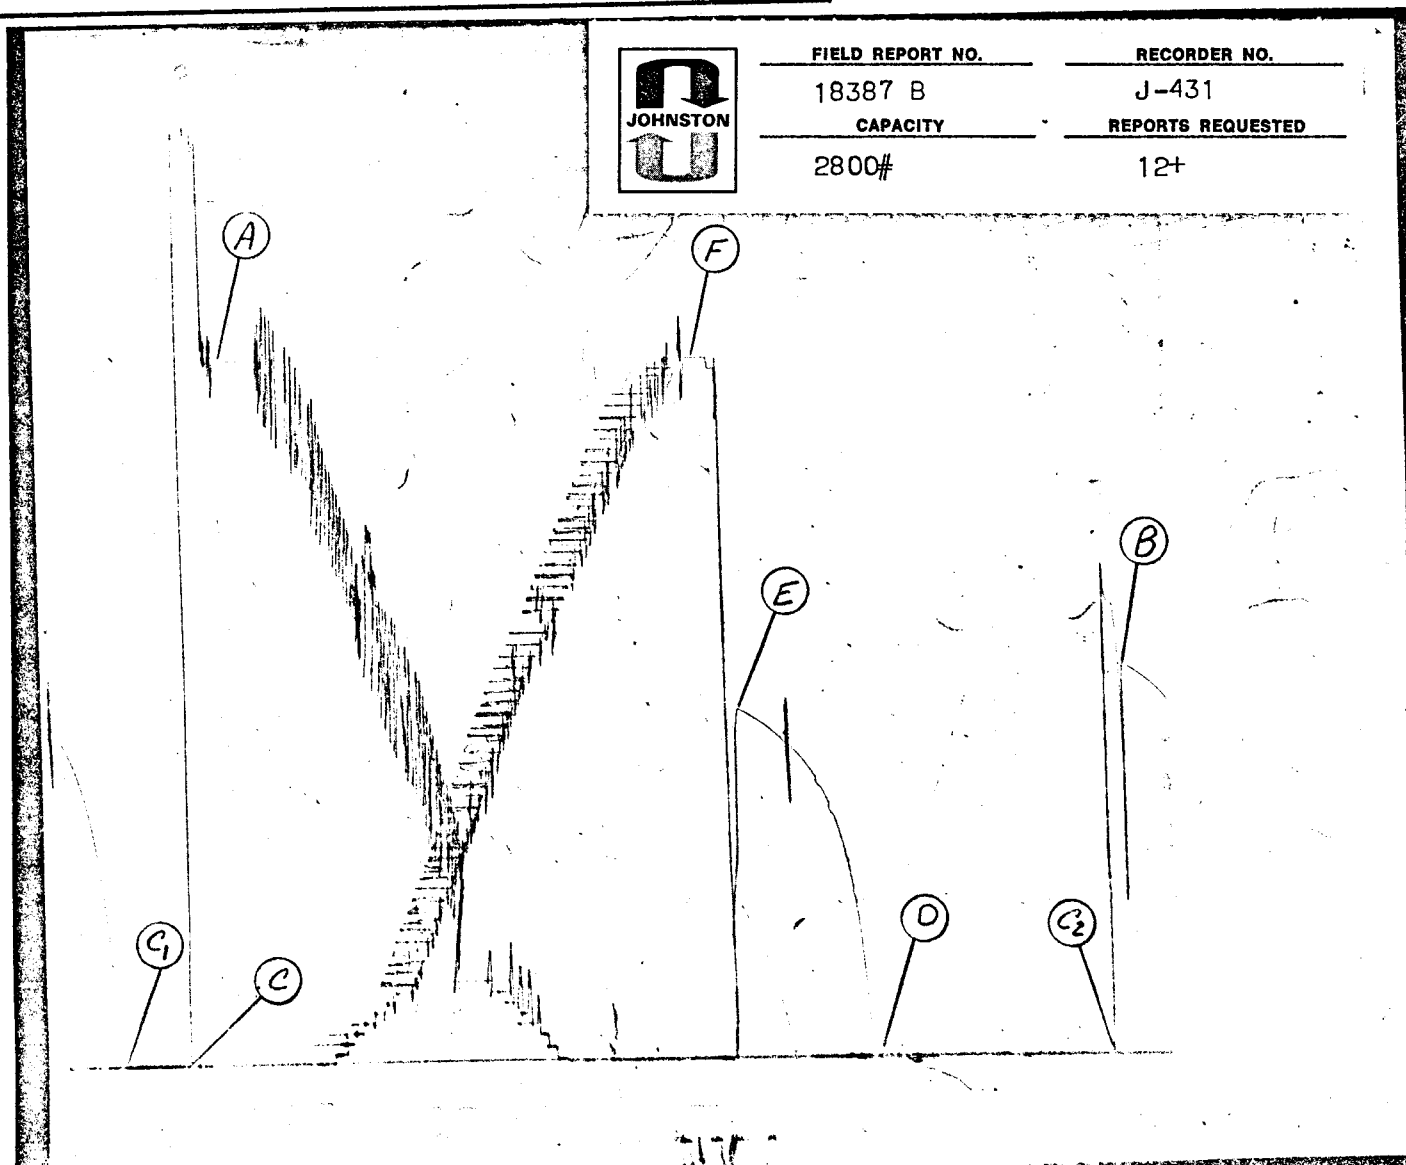 FIELD REPORT NO. RECORDER NO.
18387 B J-431
JOHNSTON
CAPACITY REPORTS REQUESTED
2800# 12+
A
F
B
E
C1
C
D
C2